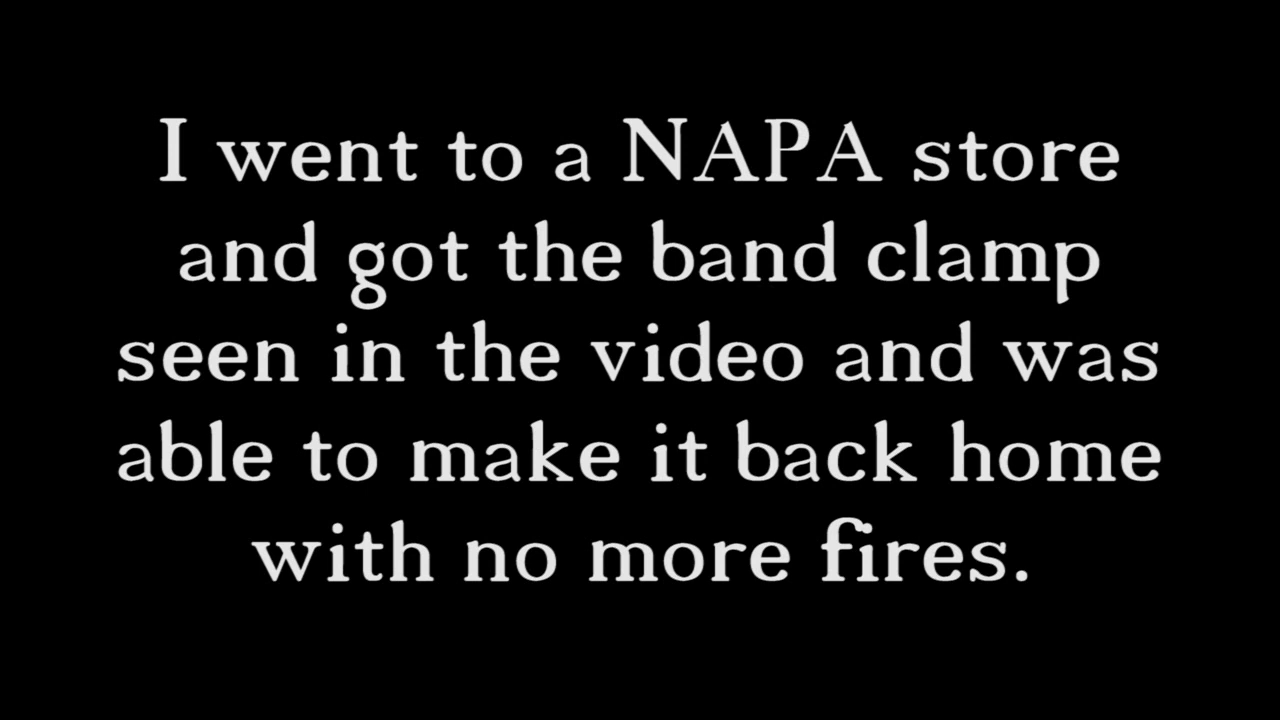 I went to a NAPA store
and got the band clamp
seen in the video and was
able to make it back home
with no more fires.